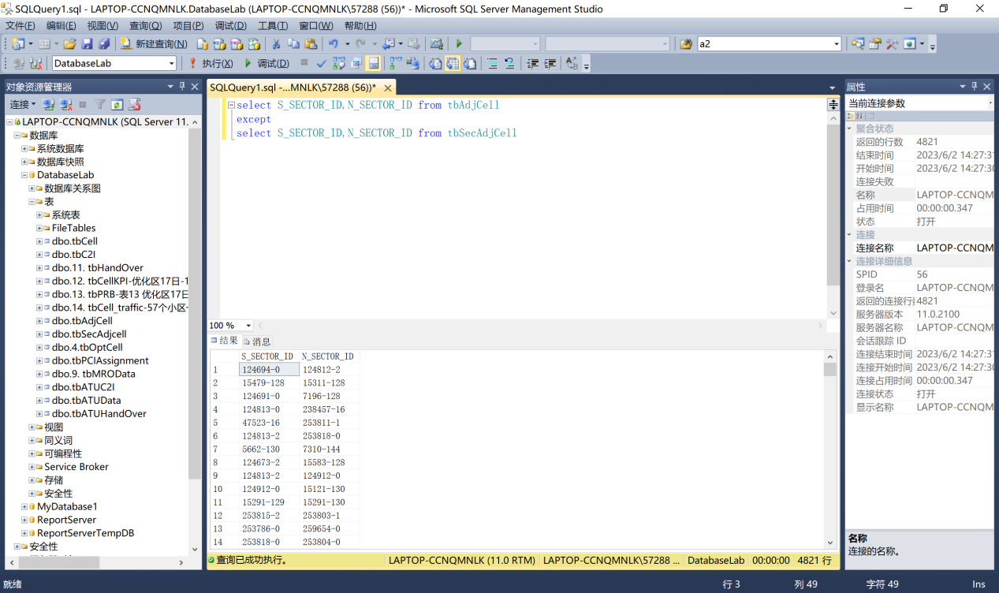 SQLQuery1.sql - LAPTOP-CCNQMNLK.DatabaseLab (LAPTOP-CCNQMNLK\57288 (56))* - Microsoft SQL Server Management Studio
文件(F) 编辑(E) 视图(V) 查询(Q) 项目(P) 调试(D) 工具(T) 窗口(W) 帮助(H)
新建查询(N) a2
DatabaseLab 执行(X) 调试(D)
对象资源管理器
连接
LAPTOP-CCNQMNLK (SQL Server 11.
数据库
系统数据库
数据库快照
DatabaseLab
数据库关系图
表
系统表
FileTables
dbo.tbCell
dbo.tbC2I
dbo.11. tbHandOver
dbo.12. tbCellKPI-优化区17日-1
dbo.13. tbPRB-表13 优化区17日
dbo.14. tbCell_traffic-57个小区-
dbo.tbAdjCell
dbo.tbSecAdjcell
dbo.4.tbOptCell
dbo.tbPCIAssignment
dbo.9. tbMROData
dbo.tbATUC2I
dbo.tbATUData
dbo.tbATUHandOver
视图
同义词
可编程性
Service Broker
存储
安全性
MyDatabase1
ReportServer
ReportServerTempDB
安全性
SQLQuery1.sql -...MNLK\57288 (56))*
select S_SECTOR_ID,N_SECTOR_ID from tbAdjCell
except
select S_SECTOR_ID,N_SECTOR_ID from tbSecAdjCell
100 %
结果 消息
S_SECTOR_ID N_SECTOR_ID
1 124694-0 124812-2
2 15479-128 15311-128
3 124691-0 7196-128
4 124813-0 238457-16
5 47523-16 253811-1
6 124813-2 253818-0
7 5662-130 7310-144
8 124673-2 15583-128
9 124813-2 124912-0
10 124912-0 15121-130
11 15291-129 15291-130
12 253815-2 253803-1
13 253786-0 259654-0
14 253818-0 253804-0
查询已成功执行。 LAPTOP-CCNQMNLK (11.0 RTM) LAPTOP-CCNQMNLK\57288 ... DatabaseLab 00:00:00 4821 行
属性
当前连接参数
聚合状态
返回的行数 4821
结束时间 2023/6/2 14:27:31
开始时间 2023/6/2 14:27:30
连接失败
名称 LAPTOP-CCNQM
占用时间 00:00:00.347
状态 打开
连接
连接名称 LAPTOP-CCNQM
连接详细信息
SPID 56
登录名 LAPTOP-CCNQM
返回的连接行数 4821
服务器版本 11.0.2100
服务器名称 LAPTOP-CCNQM
会话跟踪 ID
连接结束时间 2023/6/2 14:27:31
连接开始时间 2023/6/2 14:27:30
连接占用时间 00:00:00.347
连接状态 打开
显示名称 LAPTOP-CCNQM
名称
连接的名称。
就绪 行 3 列 49 字符 49 Ins